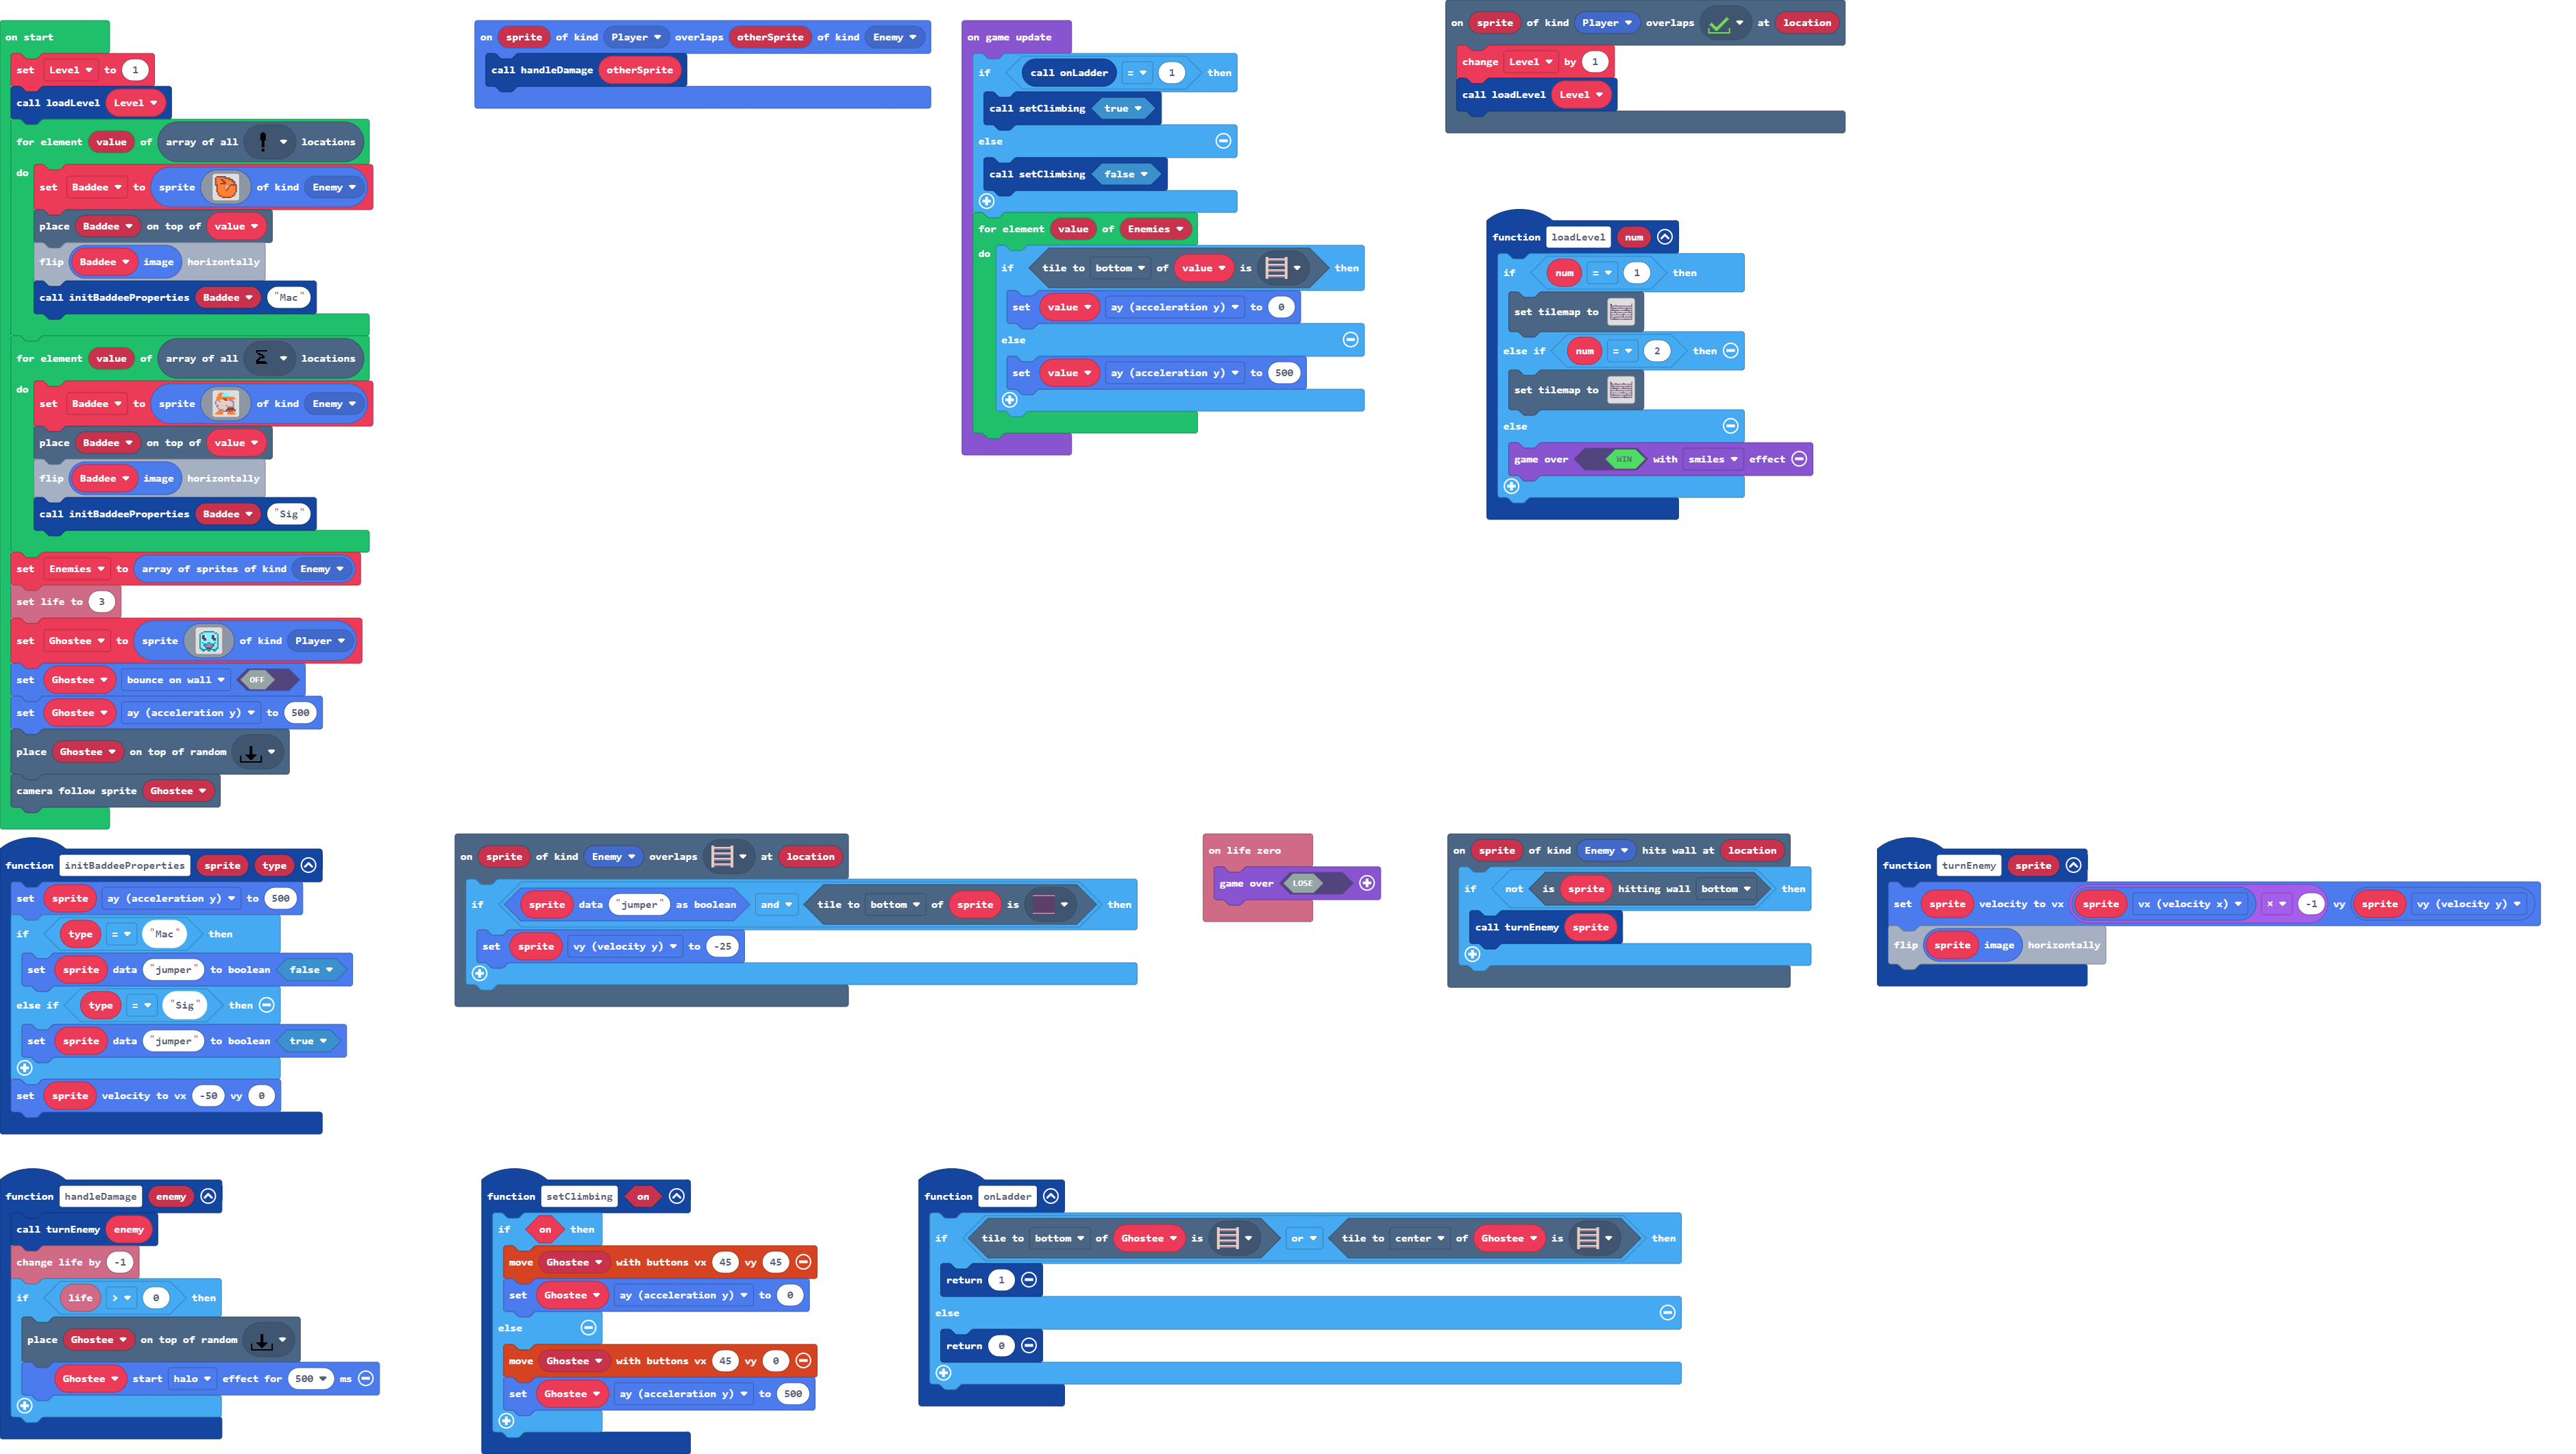 on start
set Level to 1
call loadLevel Level
for element value of array of all locations
do
set Baddee to sprite of kind Enemy
place Baddee on top of value
flip Baddee image horizontally
call initBaddeeProperties Baddee "Mac"
for element value of array of all locations
do
set Baddee to sprite of kind Enemy
place Baddee on top of value
flip Baddee image horizontally
call initBaddeeProperties Baddee "Sig"
set Enemies to array of sprites of kind Enemy
set life to 3
set Ghostee to sprite of kind Player
set Ghostee bounce on wall OFF
set Ghostee ay (acceleration y) to 500
place Ghostee on top of random
camera follow sprite Ghostee
on sprite of kind Player overlaps otherSprite of kind Enemy
call handleDamage otherSprite
on game update
if call onLadder = 1 then
call setClimbing true
else
call setClimbing false
for element value of Enemies
do
if tile to bottom of value is then
set value ay (acceleration y) to 0
else
set value ay (acceleration y) to 500
on sprite of kind Player overlaps at location
change Level by 1
call loadLevel Level
function loadLevel num
if num = 1 then
set tilemap to
else if num = 2 then
set tilemap to
else
game over WIN with smiles effect
function initBaddeeProperties sprite type
set sprite ay (acceleration y) to 500
if type = "Mac" then
set sprite data "jumper" to boolean false
else if type = "Sig" then
set sprite data "jumper" to boolean true
set sprite velocity to vx -50 vy 0
on sprite of kind Enemy overlaps at location
if sprite data "jumper" as boolean and tile to bottom of sprite is then
set sprite vy (velocity y) to -25
on life zero
game over LOSE
on sprite of kind Enemy hits wall at location
if not is sprite hitting wall bottom then
call turnEnemy sprite
function turnEnemy sprite
set sprite velocity to vx sprite vx (velocity x) × -1 vy sprite vy (velocity y)
flip sprite image horizontally
function handleDamage enemy
call turnEnemy enemy
change life by -1
if life > 0 then
place Ghostee on top of random
Ghostee start halo effect for 500 ms
function setClimbing on
if on then
move Ghostee with buttons vx 45 vy 45
set Ghostee ay (acceleration y) to 0
else
move Ghostee with buttons vx 45 vy 0
set Ghostee ay (acceleration y) to 500
function onLadder
if tile to bottom of Ghostee is or tile to center of Ghostee is then
return 1
else
return 0